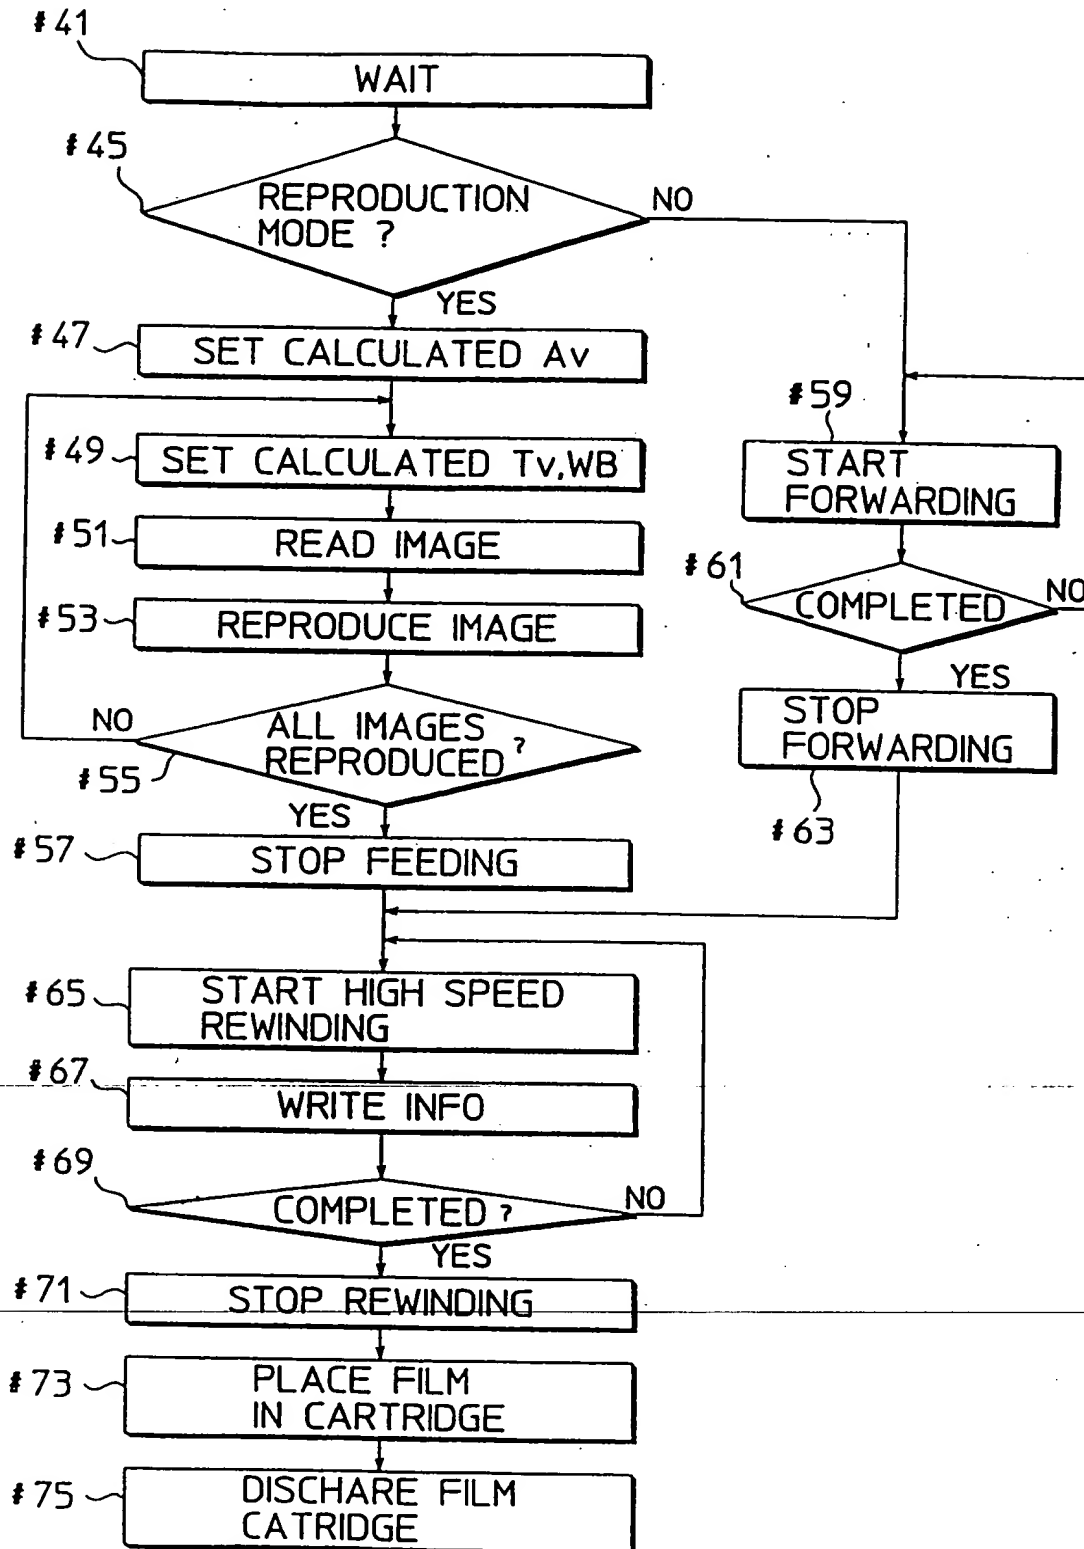 #41
WAIT
#45
REPRODUCTION
MODE ?
NO
YES
#47
SET CALCULATED Av
#49
SET CALCULATED Tv,WB
#51
READ IMAGE
#53
REPRODUCE IMAGE
NO
ALL IMAGES
REPRODUCED ?
#55
YES
#57
STOP FEEDING
#59
START
FORWARDING
#61
COMPLETED
NO
YES
STOP
FORWARDING
#63
#65
START HIGH SPEED
REWINDING
#67
WRITE INFO
#69
COMPLETED ?
NO
YES
#71
STOP REWINDING
#73
PLACE FILM
IN CARTRIDGE
#75
DISCHARE FILM
CATRIDGE